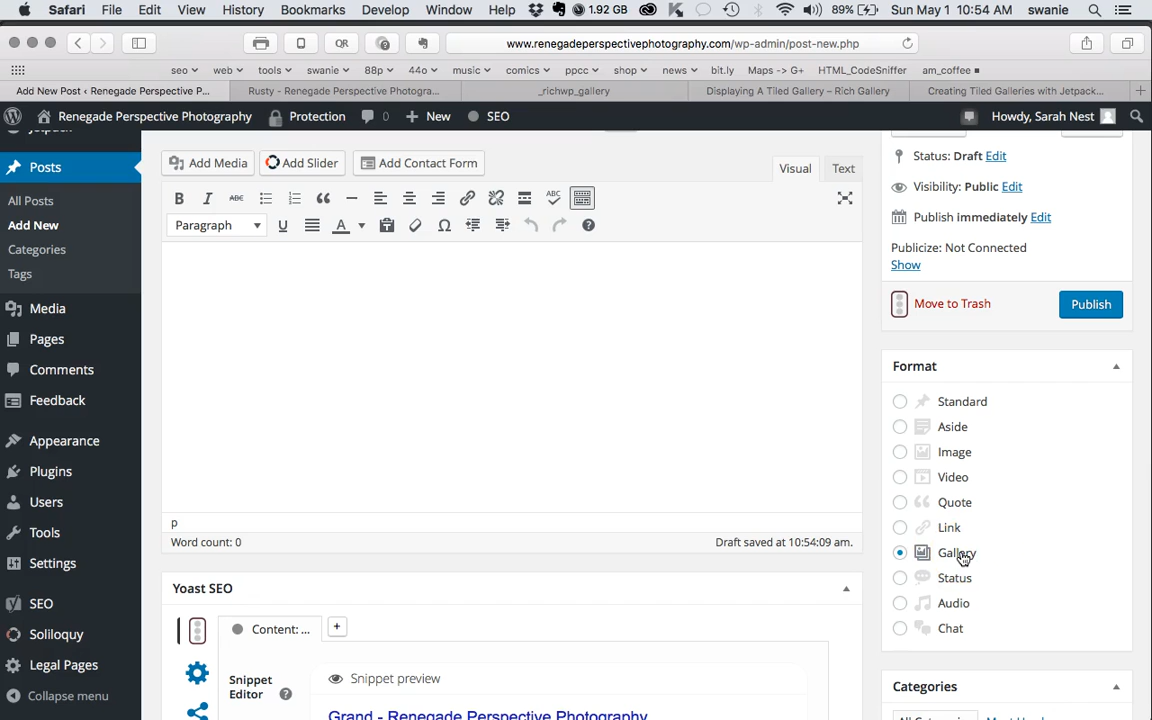 Safari File Edit View History Bookmarks Develop Window Help 1.92 GB 89% Sun May 1 10:54 AM swanie
QR www.renegadeperspectivephotography.com/wp-admin/post-new.php
seo web tools swanie 88p 44o music comics ppcc shop news bit.ly Maps -> G+ HTML_CodeSniffer am_coffee
Add New Post ‹ Renegade Perspective P... Rusty - Renegade Perspective Photogra... _richwp_gallery Displaying A Tiled Gallery – Rich Gallery Creating Tiled Galleries with Jetpack...
Renegade Perspective Photography Protection 0 New SEO Howdy, Sarah Nest
Posts
All Posts
Add New
Categories
Tags
Media
Pages
Comments
Feedback
Appearance
Plugins
Users
Tools
Settings
SEO
Soliloquy
Legal Pages
Collapse menu
Add Media Add Slider Add Contact Form Visual Text
B I ABC ABC
Paragraph U A Ω
p
Word count: 0 Draft saved at 10:54:09 am.
Yoast SEO
Content: ... +
Snippet
Editor
Snippet preview
Grand - Renegade Perspective Photography
Status: Draft Edit
Visibility: Public Edit
Publish immediately Edit
Publicize: Not Connected
Show
Move to Trash Publish
Format
Standard
Aside
Image
Video
Quote
Link
Gallery
Status
Audio
Chat
Categories